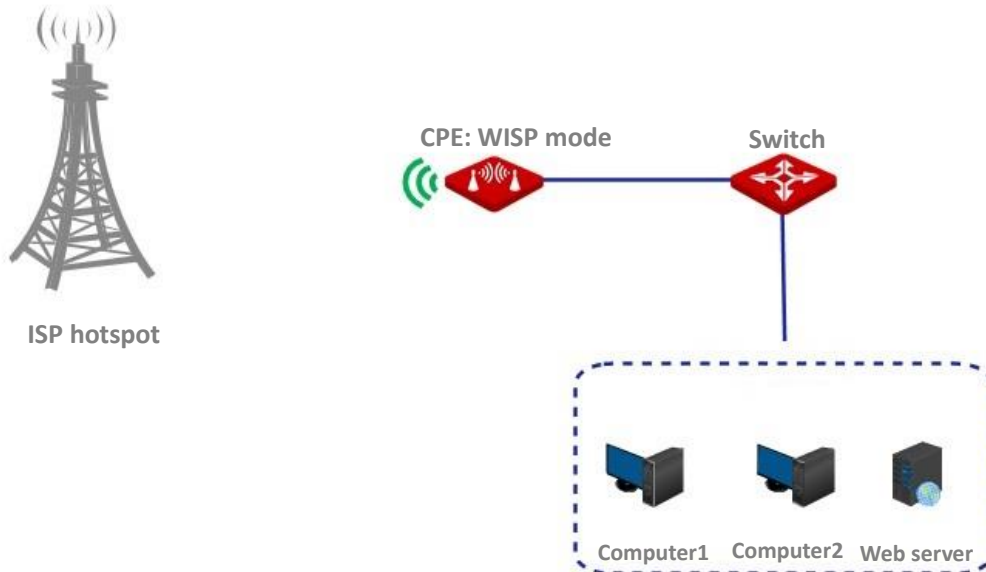 CPE: WISP mode
Switch
ISP hotspot
Computer1
Computer2
Web server